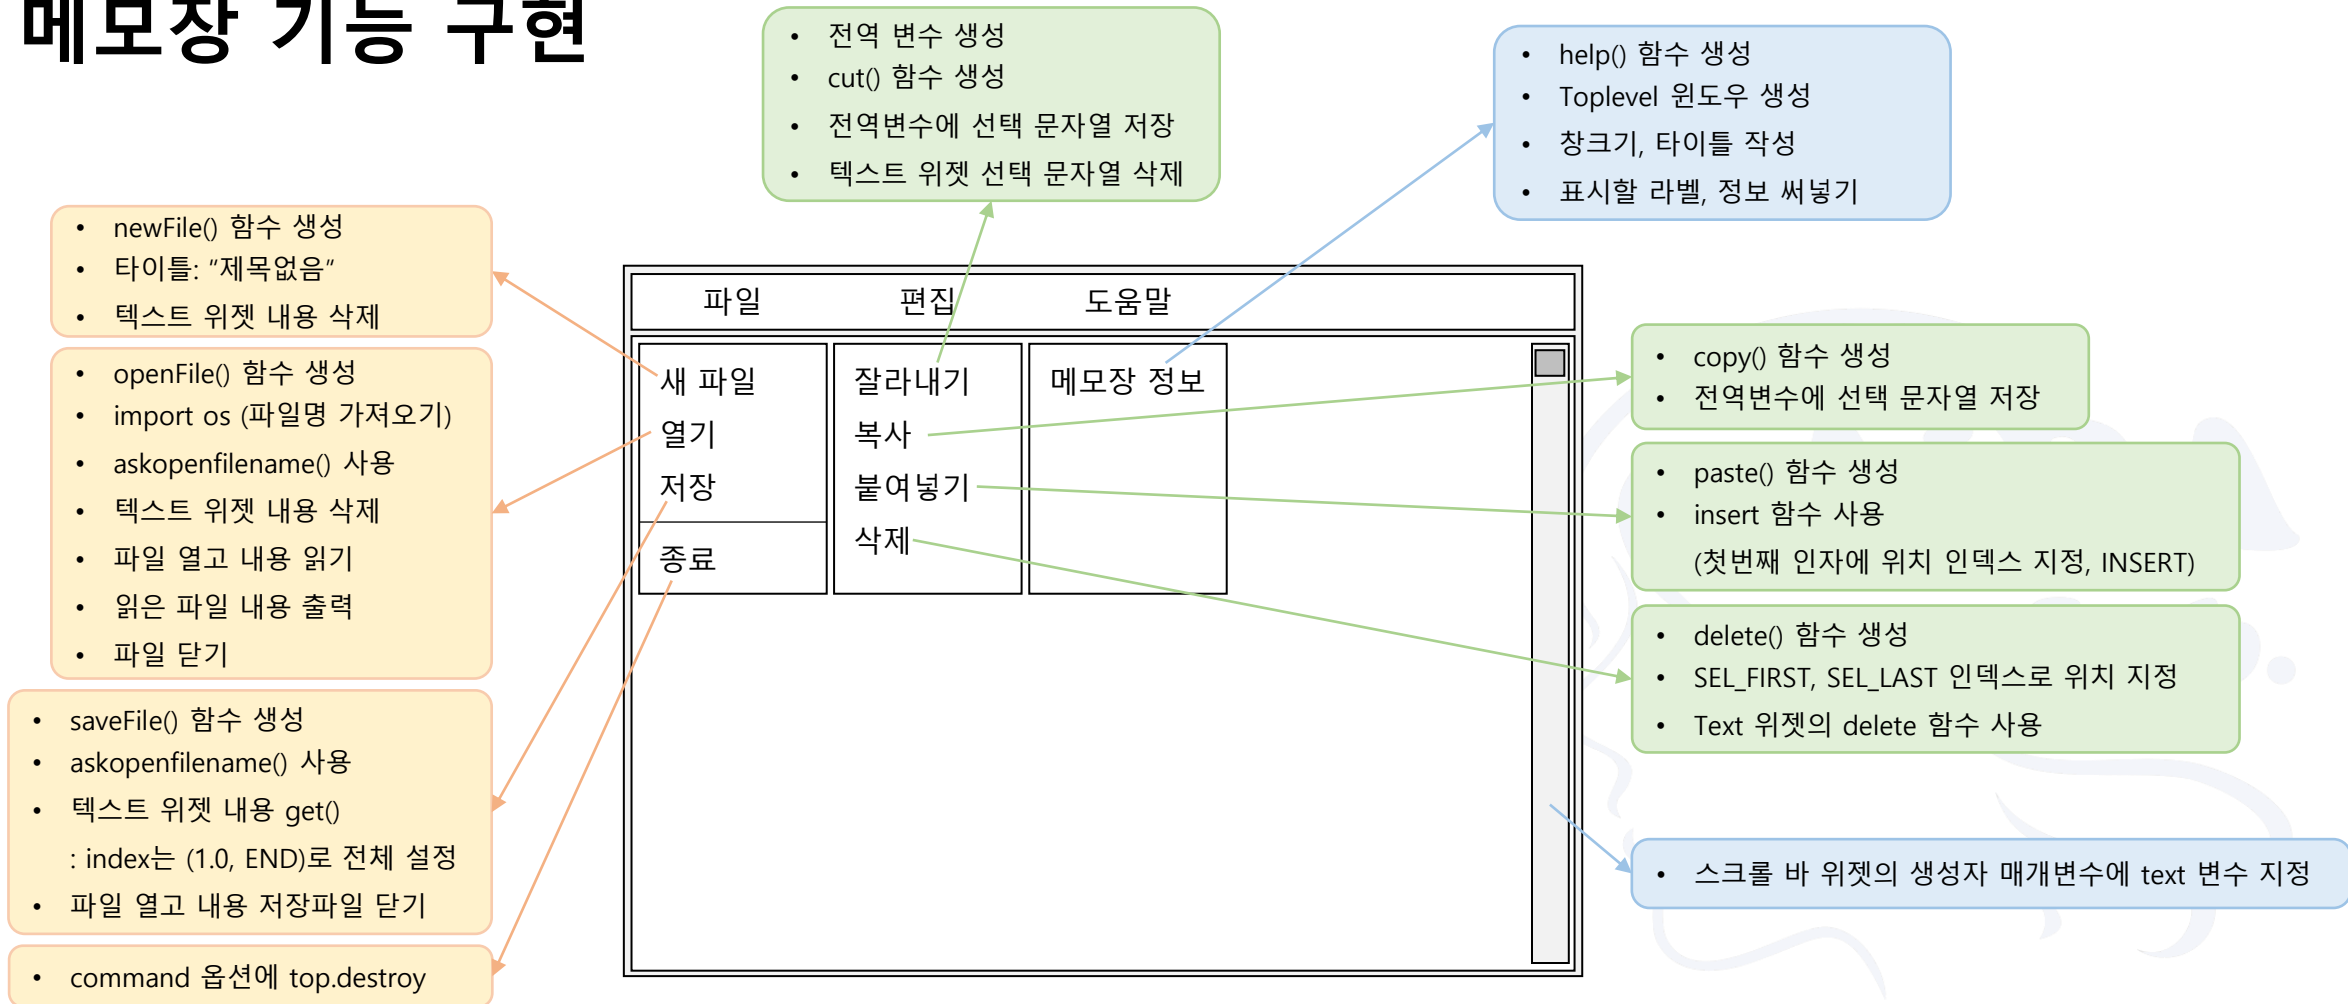 메모장 기능 구현
• 전역 변수 생성
• cut() 함수 생성
• 전역변수에 선택 문자열 저장
• 텍스트 위젯 선택 문자열 삭제
• help() 함수 생성
• Toplevel 윈도우 생성
• 창크기, 타이틀 작성
• 표시할 라벨, 정보 써넣기
• newFile() 함수 생성
• 타이틀: “제목없음”
• 텍스트 위젯 내용 삭제
• openFile() 함수 생성
• import os (파일명 가져오기)
• askopenfilename() 사용
• 텍스트 위젯 내용 삭제
• 파일 열고 내용 읽기
• 읽은 파일 내용 출력
• 파일 닫기
• saveFile() 함수 생성
• askopenfilename() 사용
• 텍스트 위젯 내용 get()
: index는 (1.0, END)로 전체 설정
• 파일 열고 내용 저장파일 닫기
• command 옵션에 top.destroy
파일 편집 도움말
새 파일
열기
저장
종료
잘라내기
복사
붙여넣기
삭제
메모장 정보
• copy() 함수 생성
• 전역변수에 선택 문자열 저장
• paste() 함수 생성
• insert 함수 사용
(첫번째 인자에 위치 인덱스 지정, INSERT)
• delete() 함수 생성
• SEL_FIRST, SEL_LAST 인덱스로 위치 지정
• Text 위젯의 delete 함수 사용
• 스크롤 바 위젯의 생성자 매개변수에 text 변수 지정